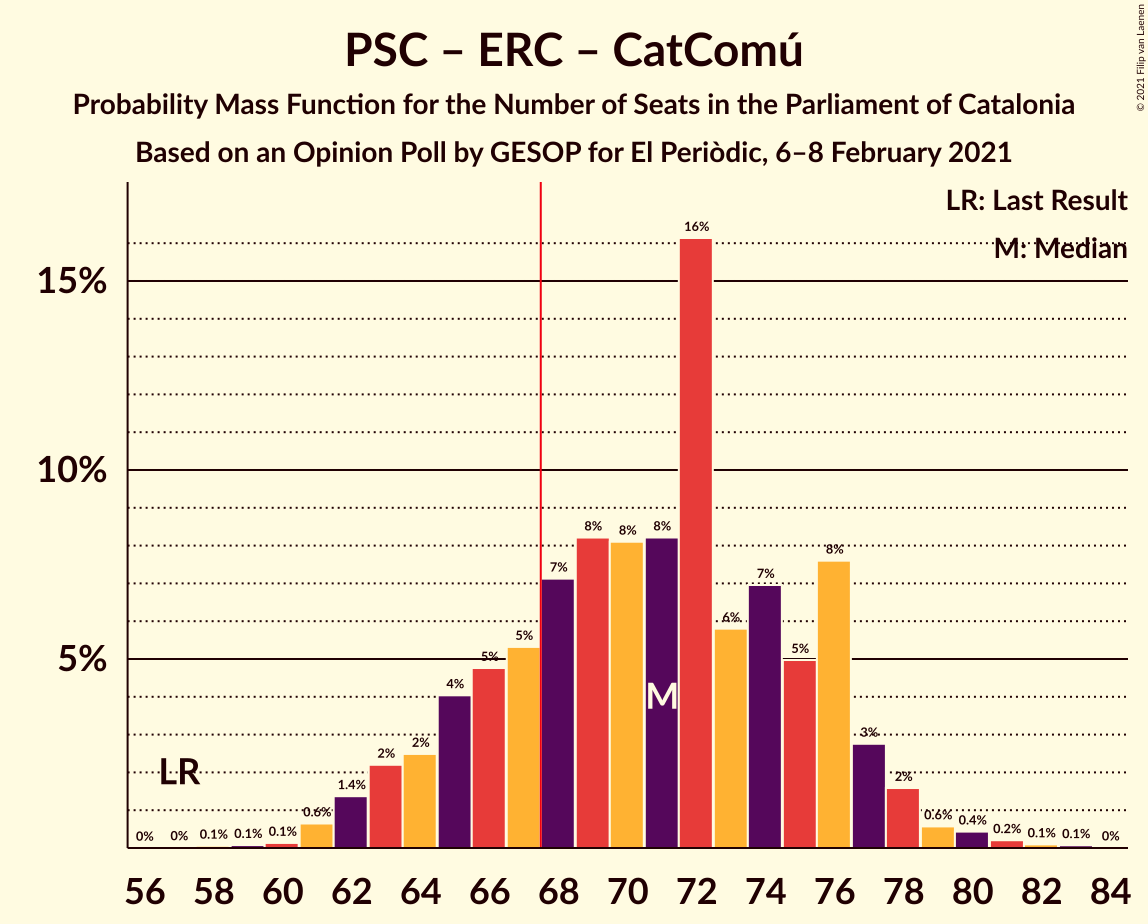 PSC – ERC – CatComú
Probability Mass Function for the Number of Seats in the Parliament of Catalonia
Based on an Opinion Poll by GESOP for El Periòdic, 6–8 February 2021
© 2021 Filip van Laenen
LR: Last Result
M: Median
15%
10%
5%
0% 0% 0.1% 0.1% 0.1% 0.6% 1.4% 2% 2% 4% 5% 5% 7% 8% 8% 8% 16% 6% 7% 5% 8% 3% 2% 0.6% 0.4% 0.2% 0.1% 0.1% 0%
LR
M
56 58 60 62 64 66 68 70 72 74 76 78 80 82 84